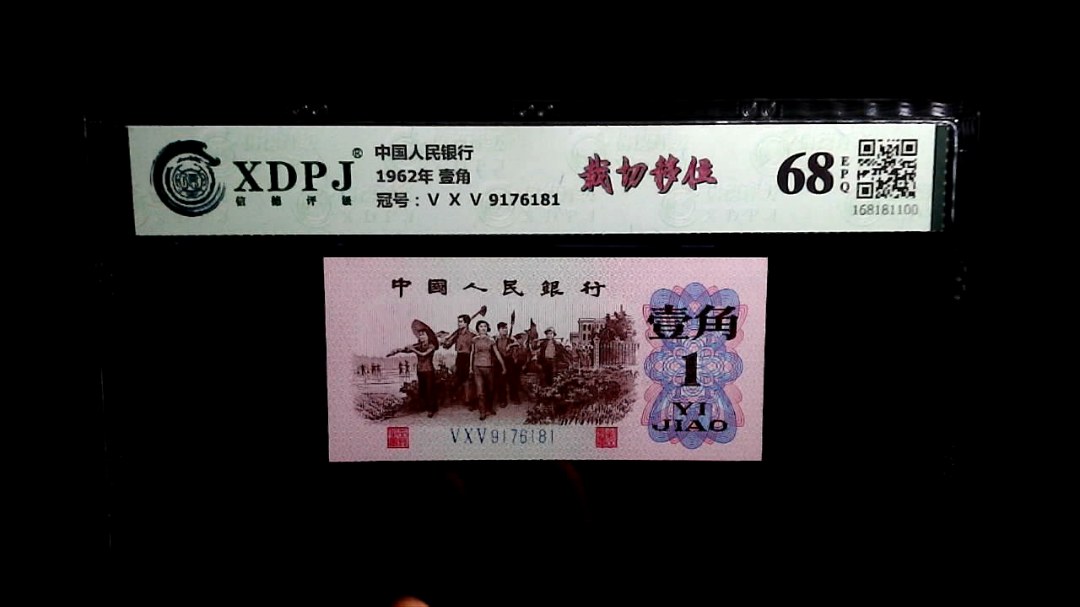 XDPJ®
信德评级
中国人民银行
1962年 壹角
冠号：V X V 9176181
裁切移位
68
EPQ
168181100
中國人民銀行
壹角
1
YI
JIAO
VXV9176181